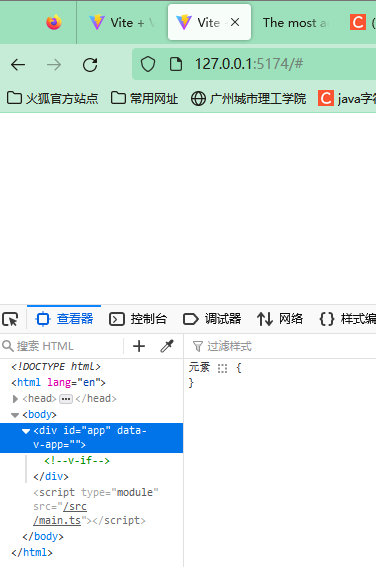 Vite + V
Vite
The most a
C (
127.0.0.1:5174/#
火狐官方站点 常用网址 广州城市理工学院 C java字符
查看器 控制台 调试器 网络 {} 样式编
搜索 HTML
过滤样式
元素 {
}
<!DOCTYPE html>
<html lang="en">
<head> ••• </head>
<body>
<div id="app" data-
v-app="">
<!--v-if-->
</div>
<script type="module"
src="/src
/main.ts"></script>
</body>
</html>